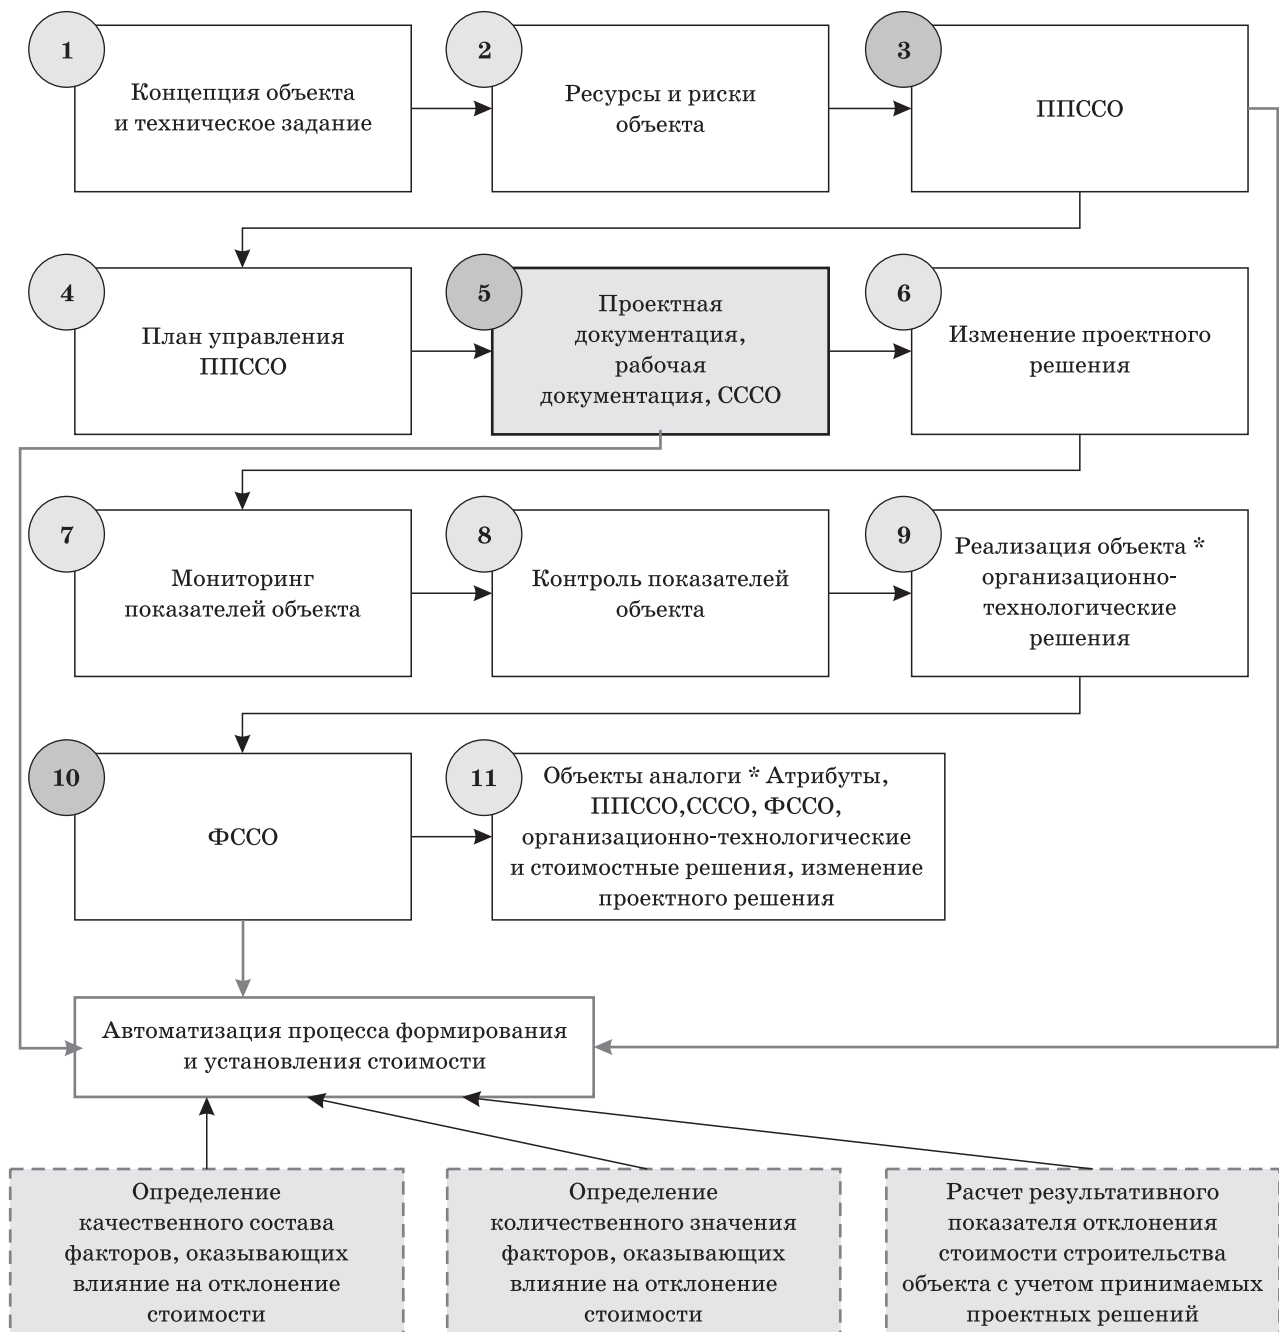 1
Концепция объекта
и техническое задание
2
Ресурсы и риски
объекта
3
ППССО
4
План управления
ППССО
5
Проектная
документация,
рабочая
документация, СССО
6
Изменение проектного
решения
7
Мониторинг
показателей объекта
8
Контроль показателей
объекта
9
Реализация объекта *
организационно-
технологические
решения
10
ФССО
11
Объекты аналоги * Атрибуты,
ППССО,СССО, ФССО,
организационно-технологические
и стоимостные решения, изменение
проектного решения
Автоматизация процесса формирования
и установления стоимости
Определение
качественного состава
факторов, оказывающих
влияние на отклонение
стоимости
Определение
количественного значения
факторов, оказывающих
влияние на отклонение
стоимости
Расчет результативного
показателя отклонения
стоимости строительства
объекта с учетом принимаемых
проектных решений